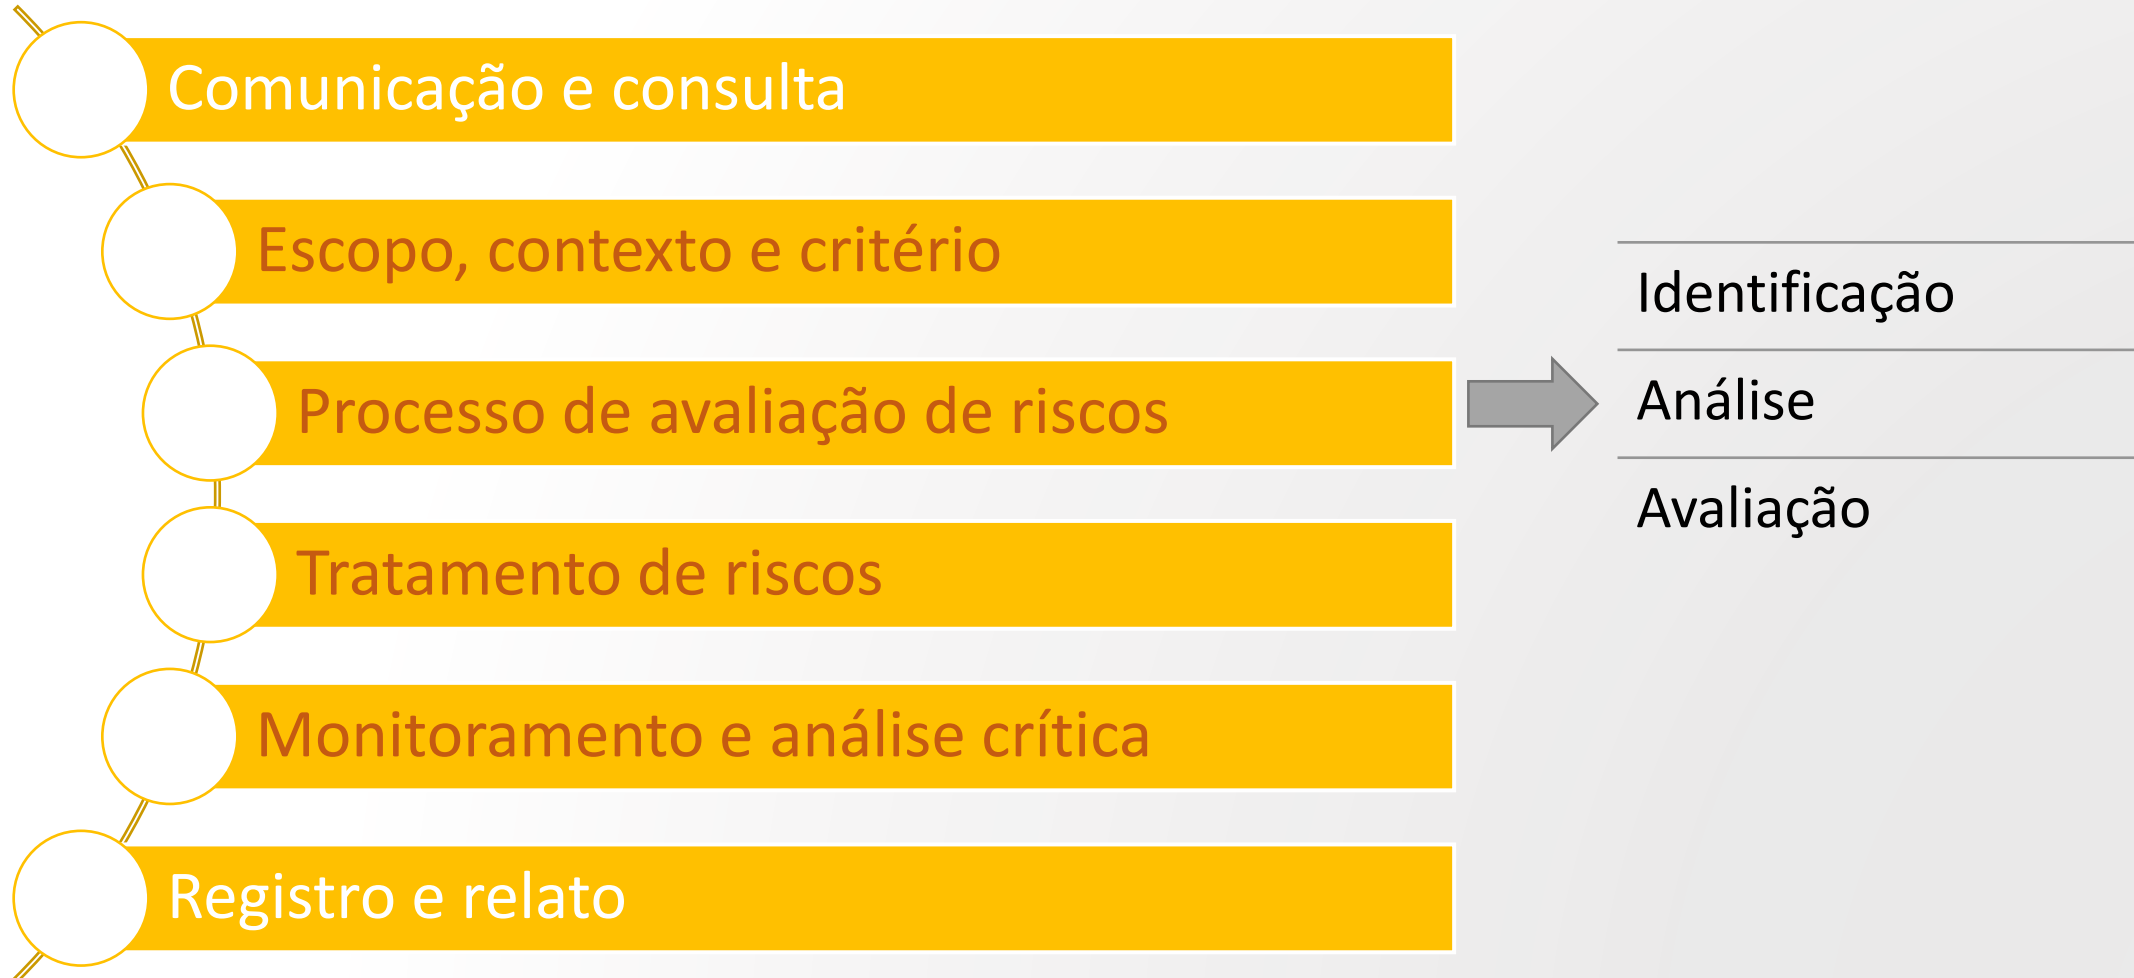 Comunicação e consulta
Escopo, contexto e critério
Processo de avaliação de riscos
Tratamento de riscos
Monitoramento e análise crítica
Registro e relato
Identificação
Análise
Avaliação